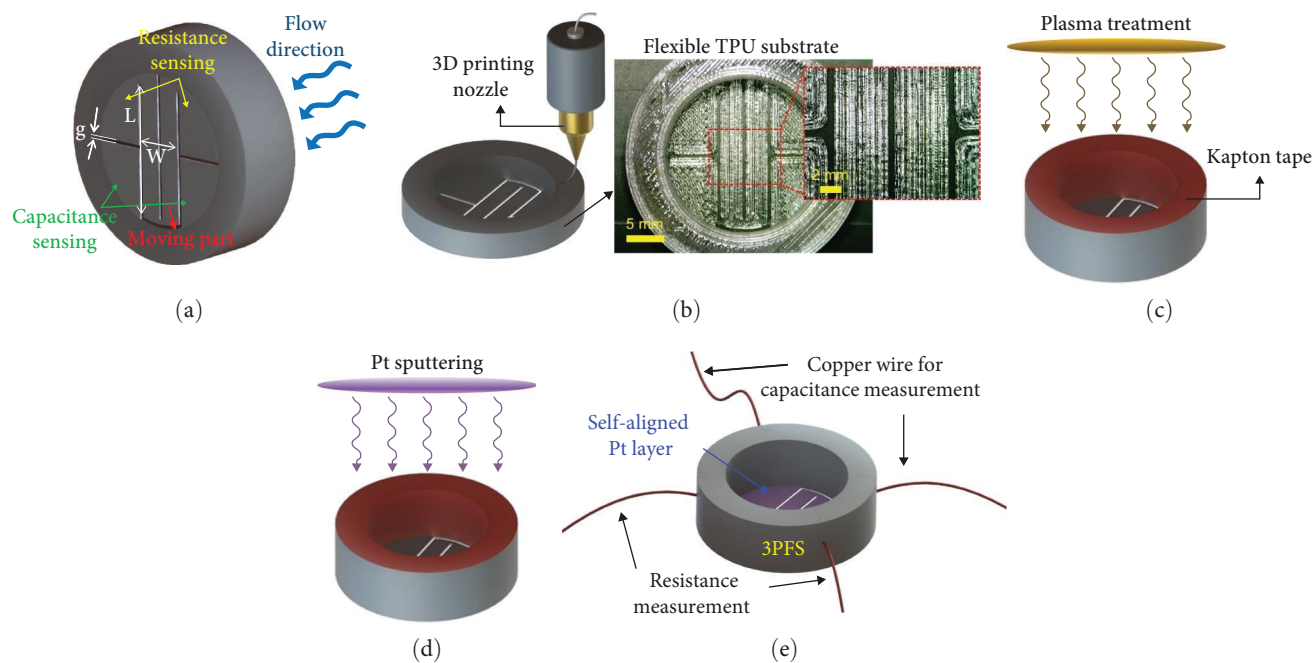 Resistance
sensing
Flow
direction
L
g
W
Capacitance
sensing
Moving part
(a)
3D printing
nozzle
Flexible TPU substrate
2 mm
5 mm
(b)
Plasma treatment
Kapton tape
(c)
Pt sputtering
(d)
Copper wire for
capacitance measurement
Self-aligned
Pt layer
3PFS
Resistance
measurement
(e)